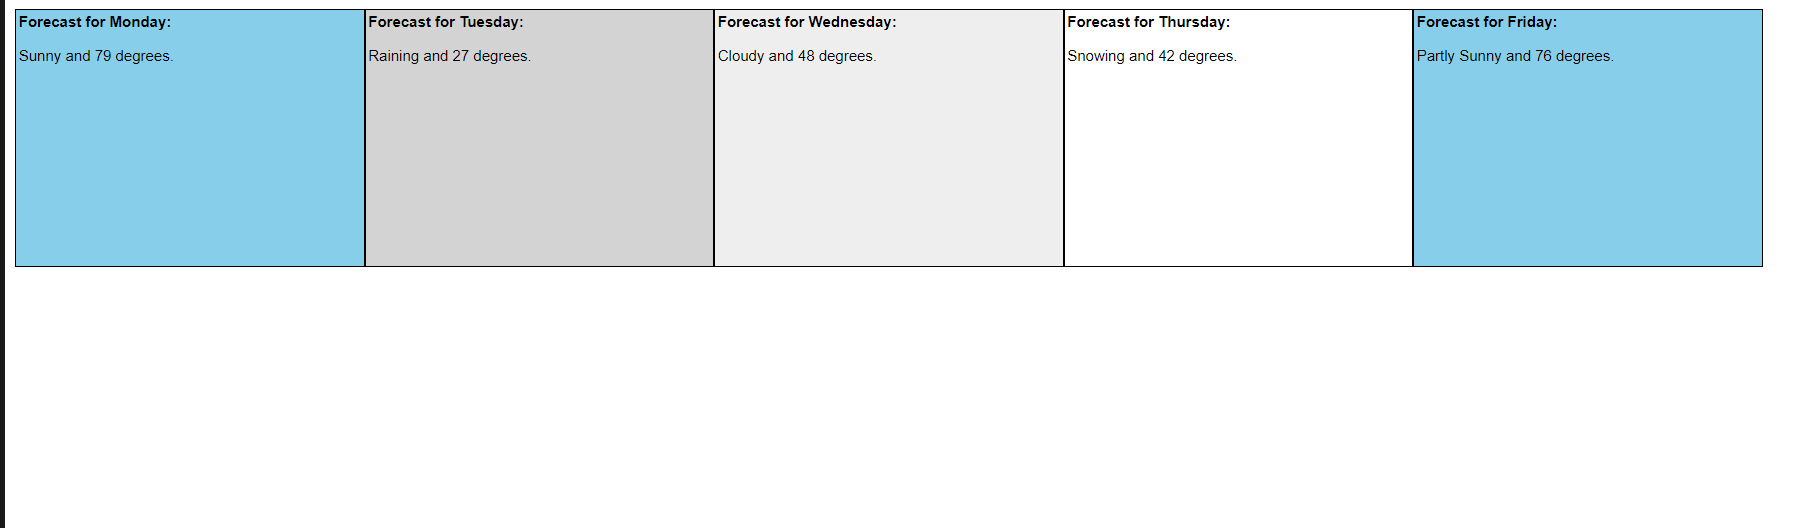 Forecast for Monday:
Sunny and 79 degrees.
Forecast for Tuesday:
Raining and 27 degrees.
Forecast for Wednesday:
Cloudy and 48 degrees.
Forecast for Thursday:
Snowing and 42 degrees.
Forecast for Friday:
Partly Sunny and 76 degrees.